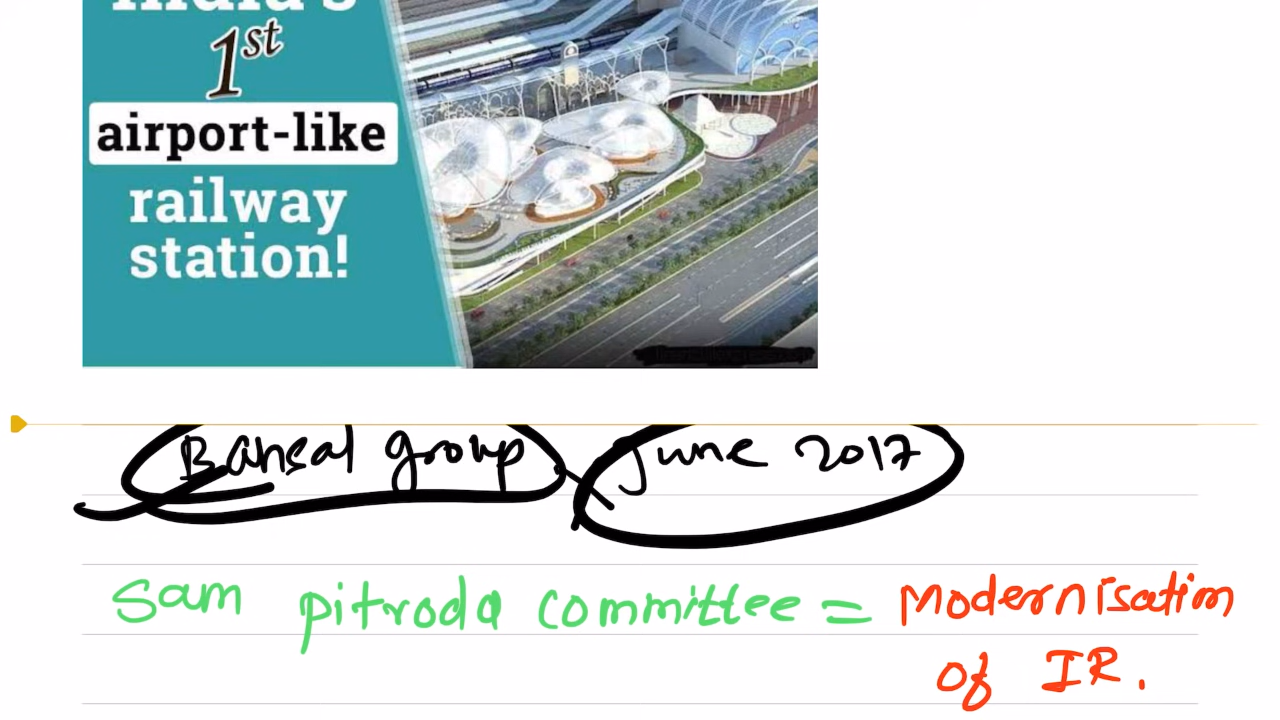 India's
1st
airport-like
railway
station!
Bansal group June 2017
Sam pitroda committee = Modernisation
of IR.